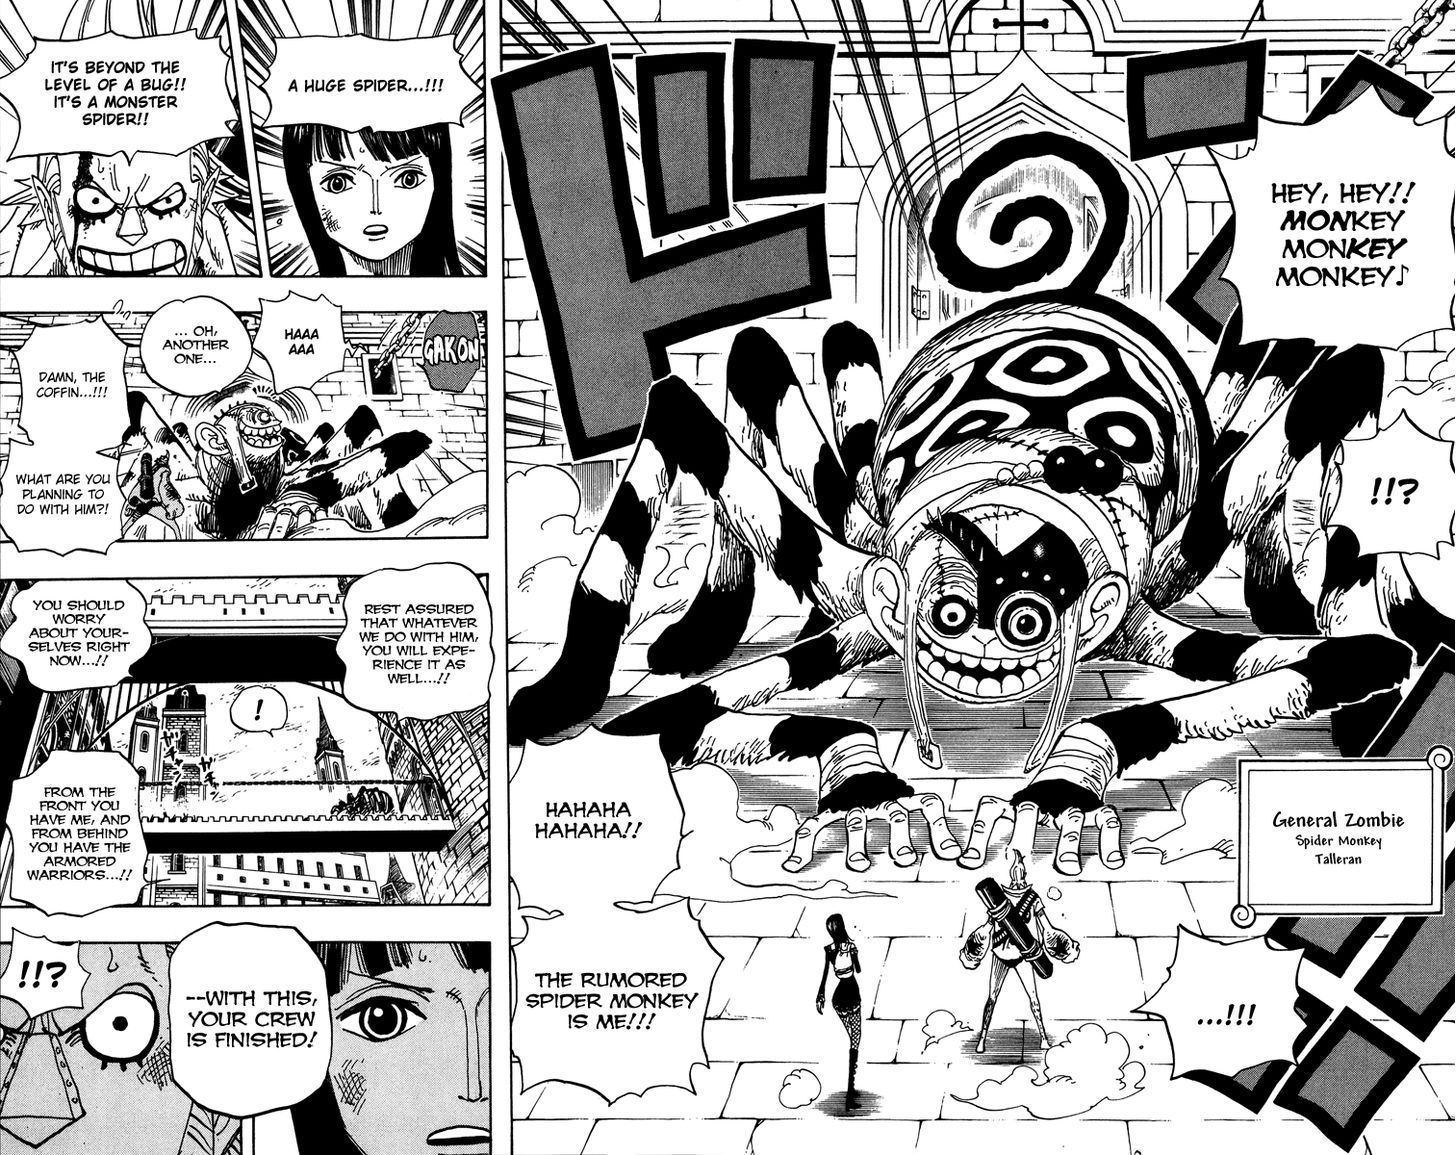 HEY, HEY!!
MONKEY
MONKEY
MONKEY♪
!!?
General Zombie
Spider Monkey
Talleran
...!!!
HAHAHA
HAHAHA!!
THE RUMORED
SPIDER MONKEY
IS ME!!!
ドドン
A HUGE SPIDER...!!!
IT'S BEYOND THE
LEVEL OF A BUG!!
IT'S A MONSTER
SPIDER!!
GAKON
HAAA
AAA
... OH,
ANOTHER
ONE...
DAMN, THE
COFFIN...!!!
WHAT ARE YOU
PLANNING TO
DO WITH HIM?!
REST ASSURED
THAT WHATEVER
WE DO WITH HIM,
YOU WILL EXPE-
RIENCE IT AS
WELL...!!
YOU SHOULD
WORRY
ABOUT YOUR-
SELVES RIGHT
NOW...!!
!
FROM THE
FRONT YOU
HAVE ME, AND
FROM BEHIND
YOU HAVE THE
ARMORED
WARRIORS...!!
--WITH THIS,
YOUR CREW
IS FINISHED!
!!?